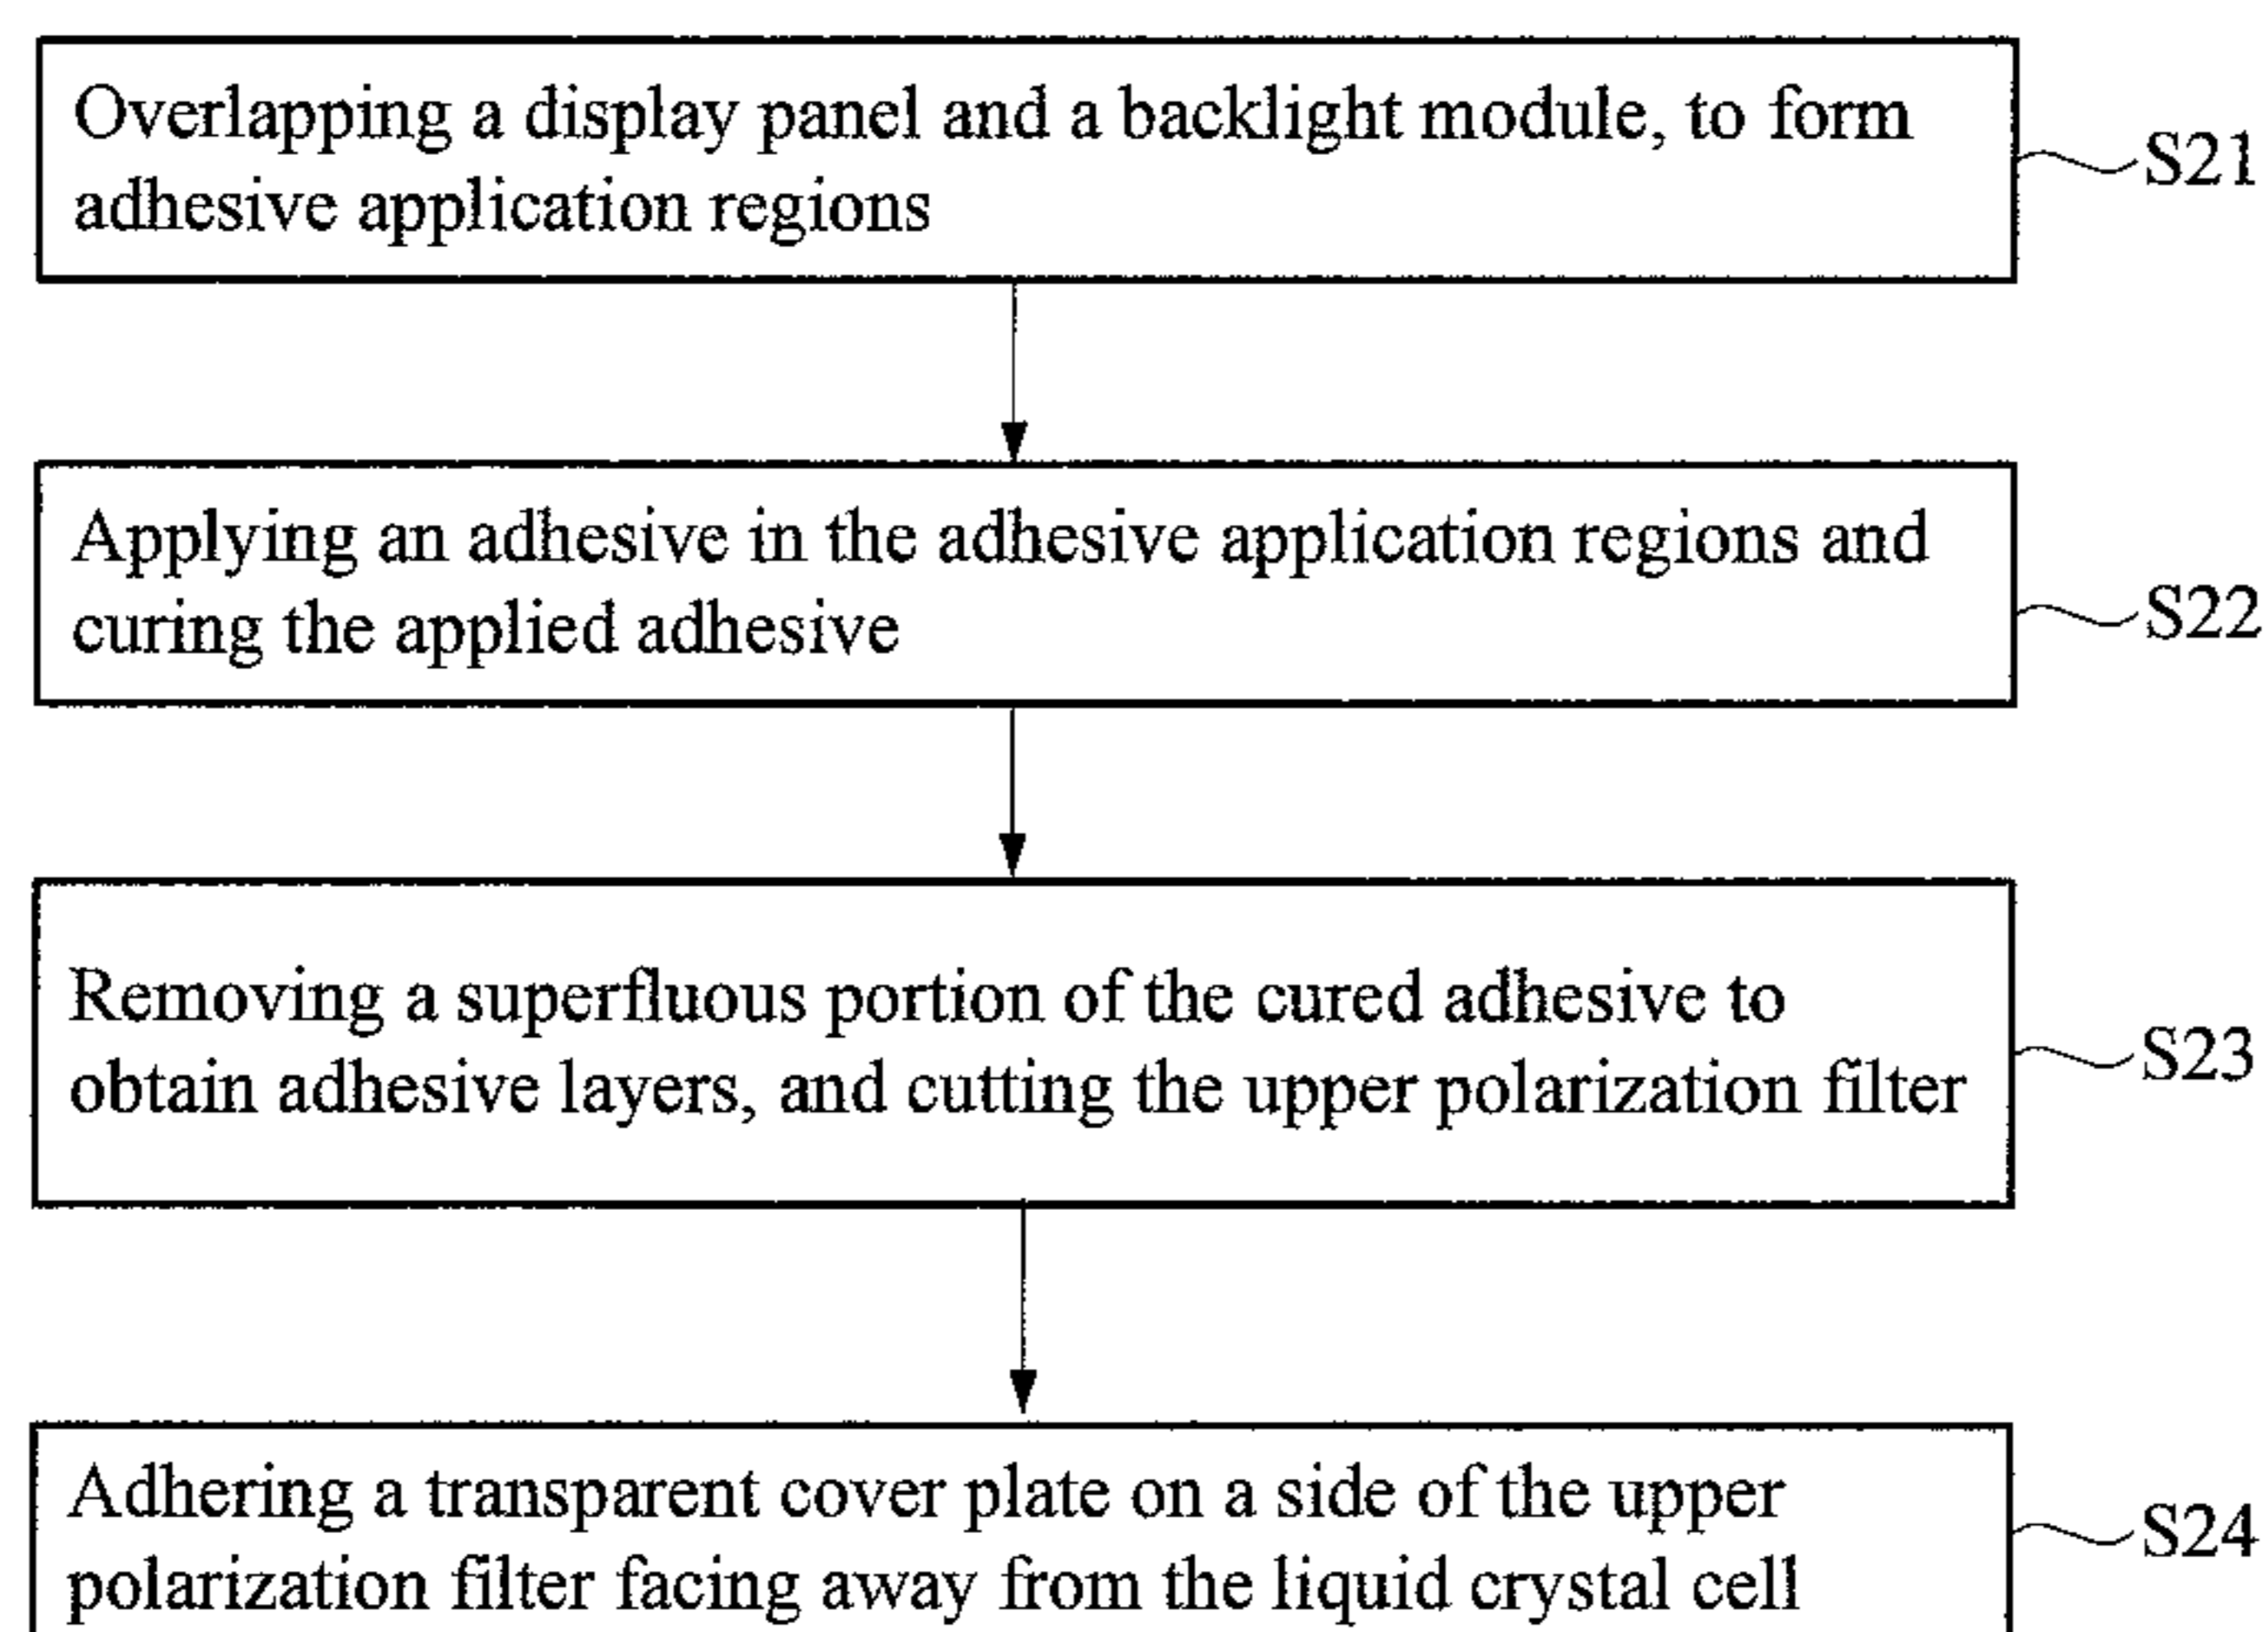 Overlapping a display panel and a backlight module, to form
adhesive application regions
S21
Applying an adhesive in the adhesive application regions and
curing the applied adhesive
S22
Removing a superfluous portion of the cured adhesive to
obtain adhesive layers, and cutting the upper polarization filter
S23
Adhering a transparent cover plate on a side of the upper
polarization filter facing away from the liquid crystal cell
S24